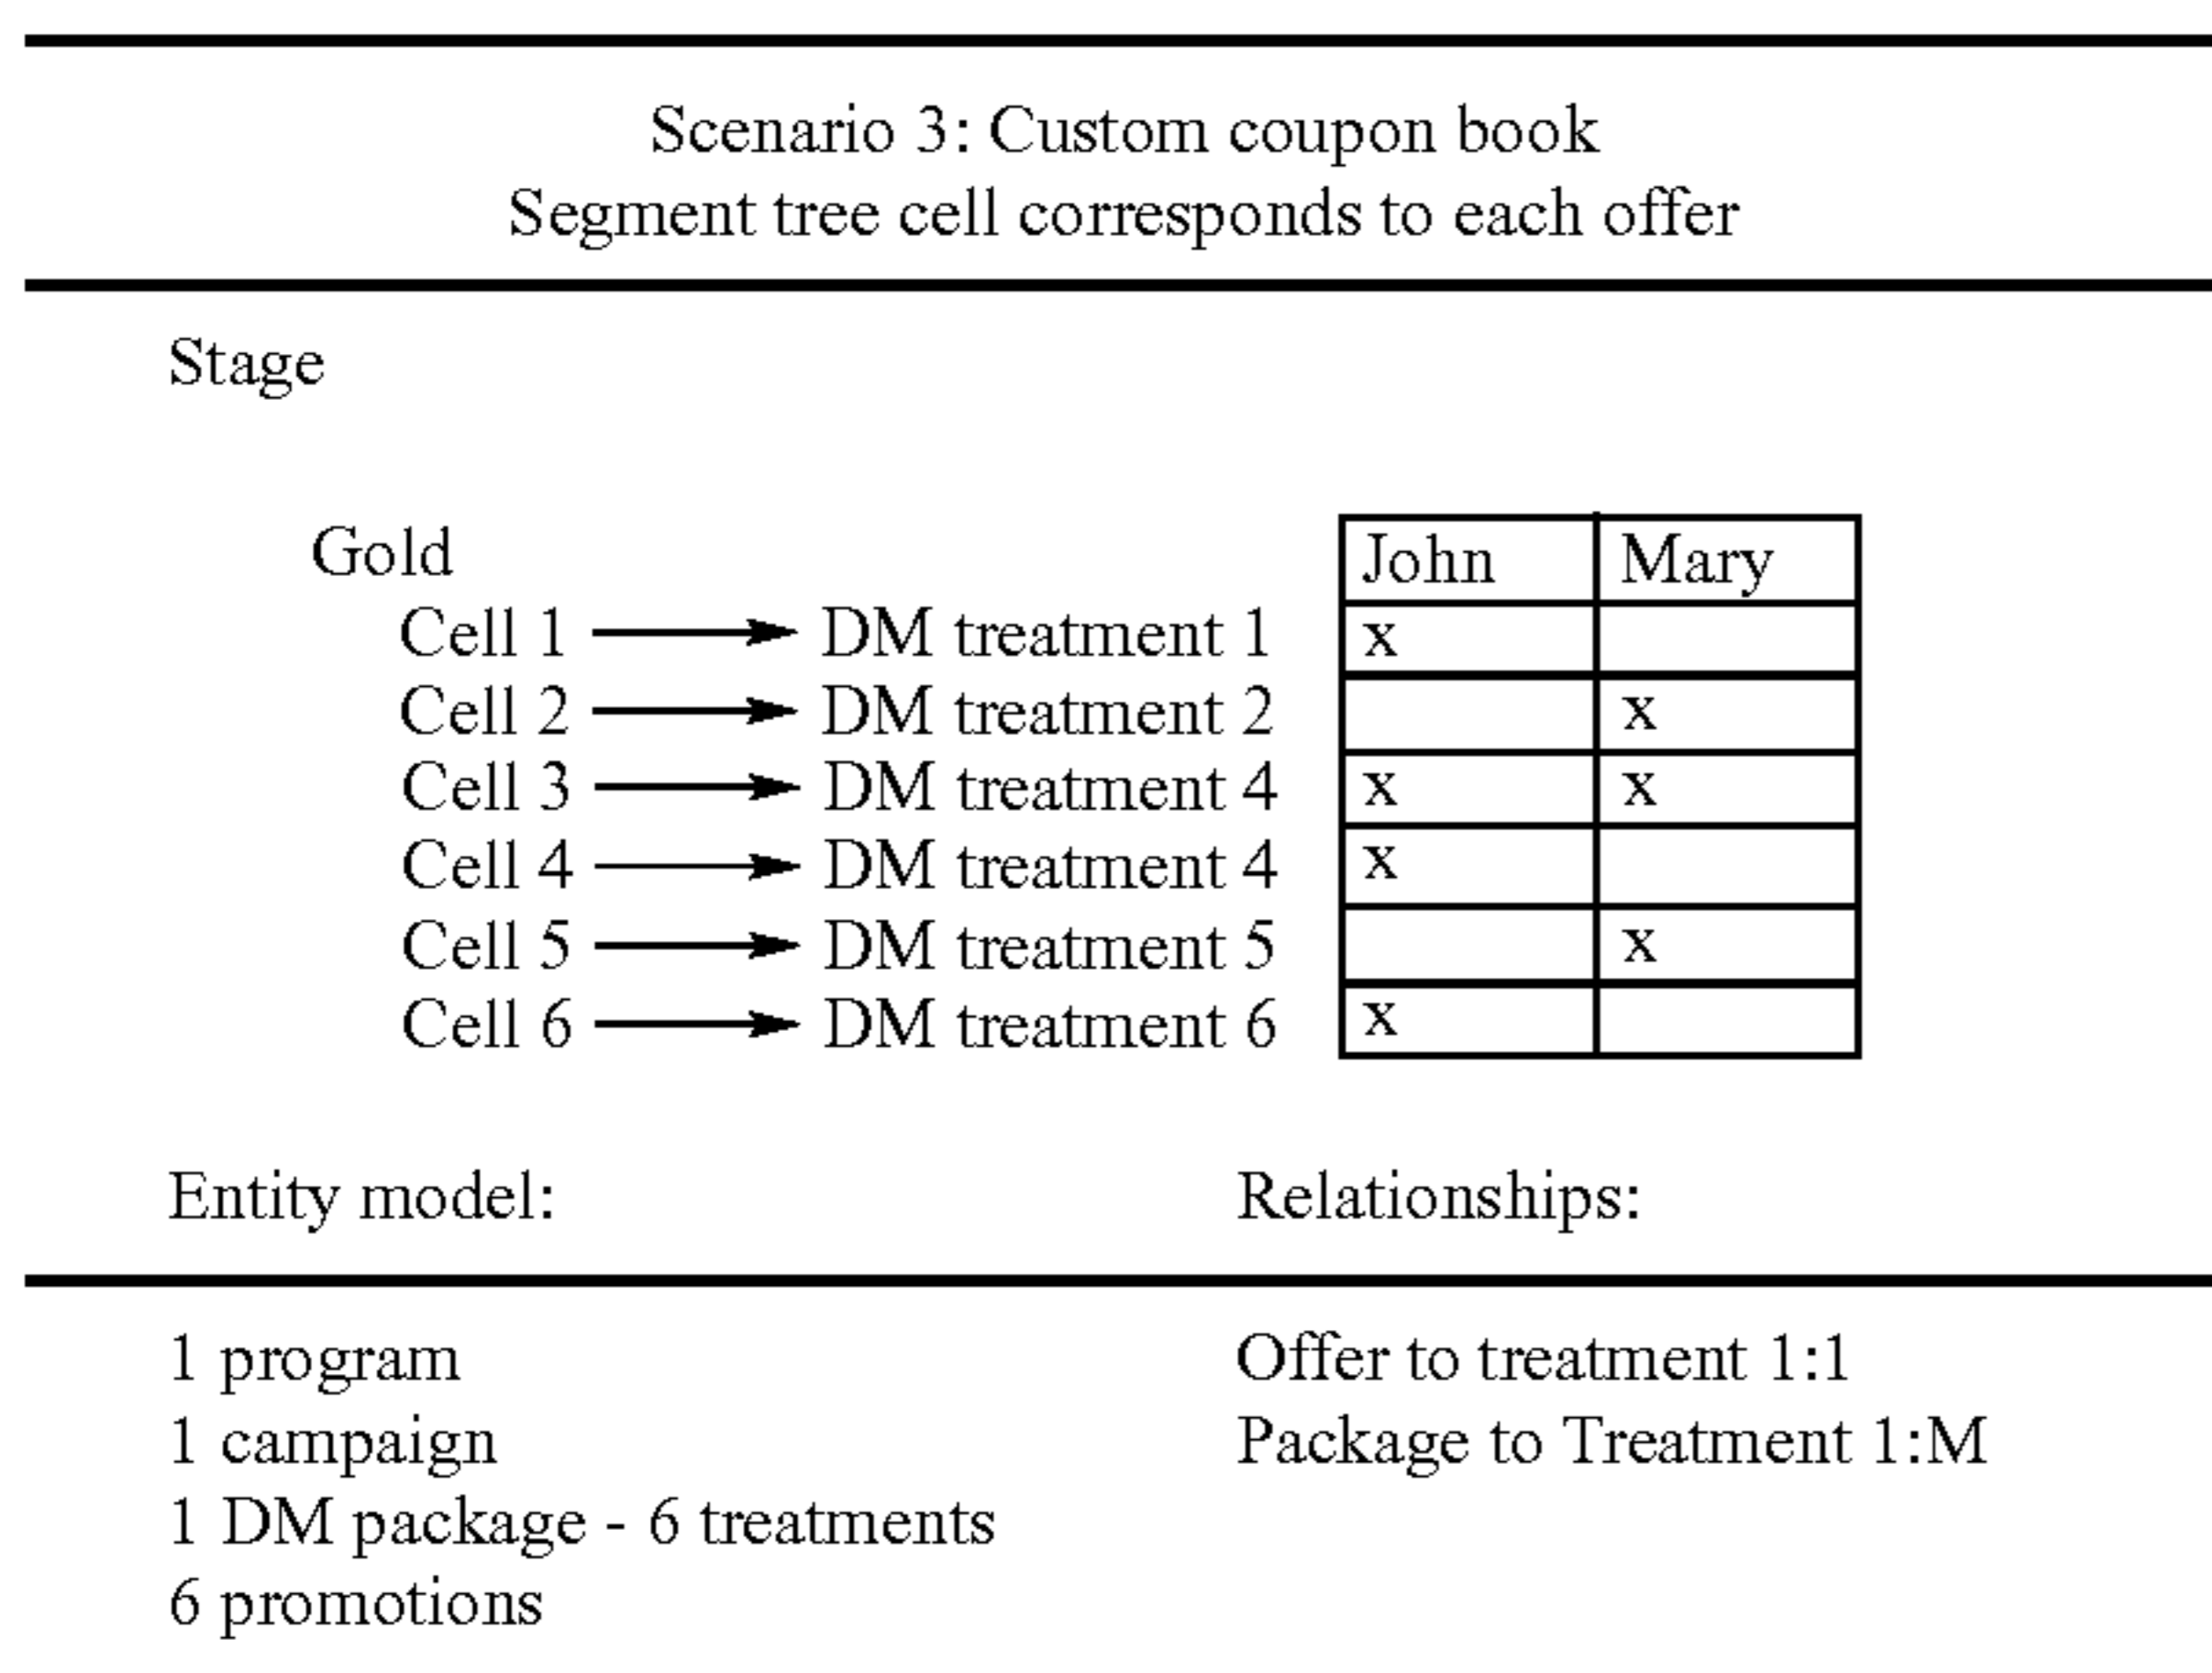 Scenario 3: Custom coupon book
Segment tree cell corresponds to each offer
Stage
Gold John Mary
Cell 1 DM treatment 1 x
Cell 2 DM treatment 2 x
Cell 3 DM treatment 4 x x
Cell 4 DM treatment 4 x
Cell 5 DM treatment 5 x
Cell 6 DM treatment 6 x
Entity model: Relationships:
1 program Offer to treatment 1:1
1 campaign Package to Treatment 1:M
1 DM package - 6 treatments
6 promotions